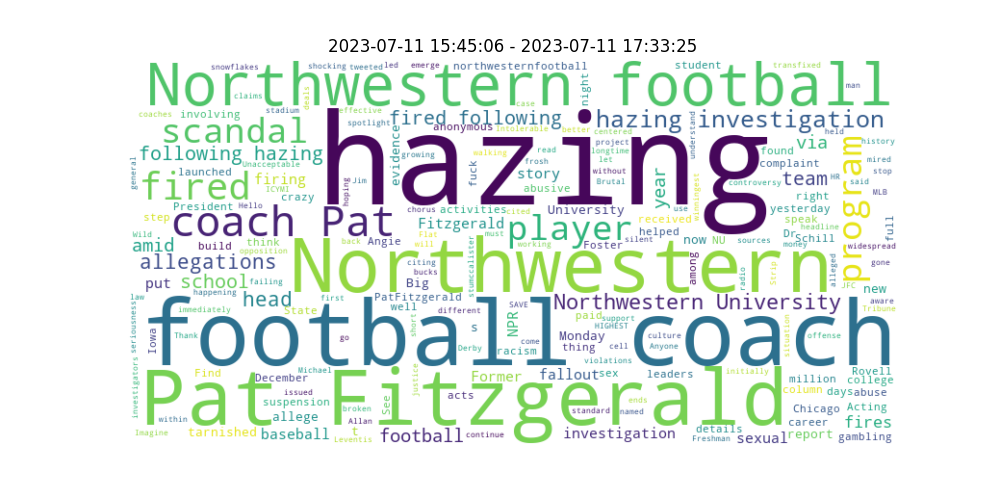 2023-07-11 15:45:06 - 2023-07-11 17:33:25
snowflakes shocking tweeted led emerge northwesternfootball student transfixed
Northwestern football
claims deals case night man
coaches stadium effective Intolerable better centered understand held history
involving fired following hazing investigation
scandal spotlight anonymous project
hazing
following hazing evidence growing walking read frosh longtime let without found via program
general Unacceptable story complaint mired
launched President ICYMI firing crazy Jim fuck abusive Brutal year controversy team HR said stop MLB
fired hoping winningest right
Hello chorus activities cited University received use yesterday
coach Pat Fitzgerald player helped speak headline full
step
Wild amid build think back Angie Flat will must working silent Foster now NU sources Dr Schill money alleged widespread
opposition
allegations citing stumccalister among radio Strip gone
put school failing bucks Big JFC new
law happening first PatFitzgerald SAVE Northwestern University aware
Northwestern
seriousness immediately head State well different s NPR paid support HIGHEST situation Tribune
football coach
Iowa Thank go short Derby come racism Monday thing culture cell Anyone offense
investigators Michael violations initially Rovell
Find December justice Former fallout sex leaders million college
Pat Fitzgerald
issued See acts ends column days abuse
suspension
within allege broken Allan standard named Chicago Acting
tarnished career fires
Imagine baseball t Leventis football continue investigation details Freshman sexual report gambling